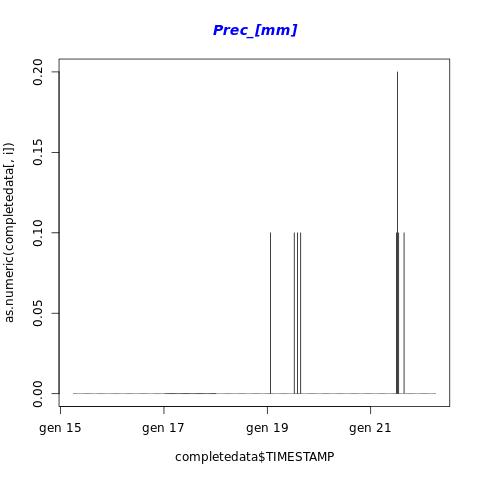 Prec_[mm]
0.20
0.15
0.10
0.05
0.00
as.numeric(completedata[, i])
gen 15 gen 17 gen 19 gen 21
completedata$TIMESTAMP